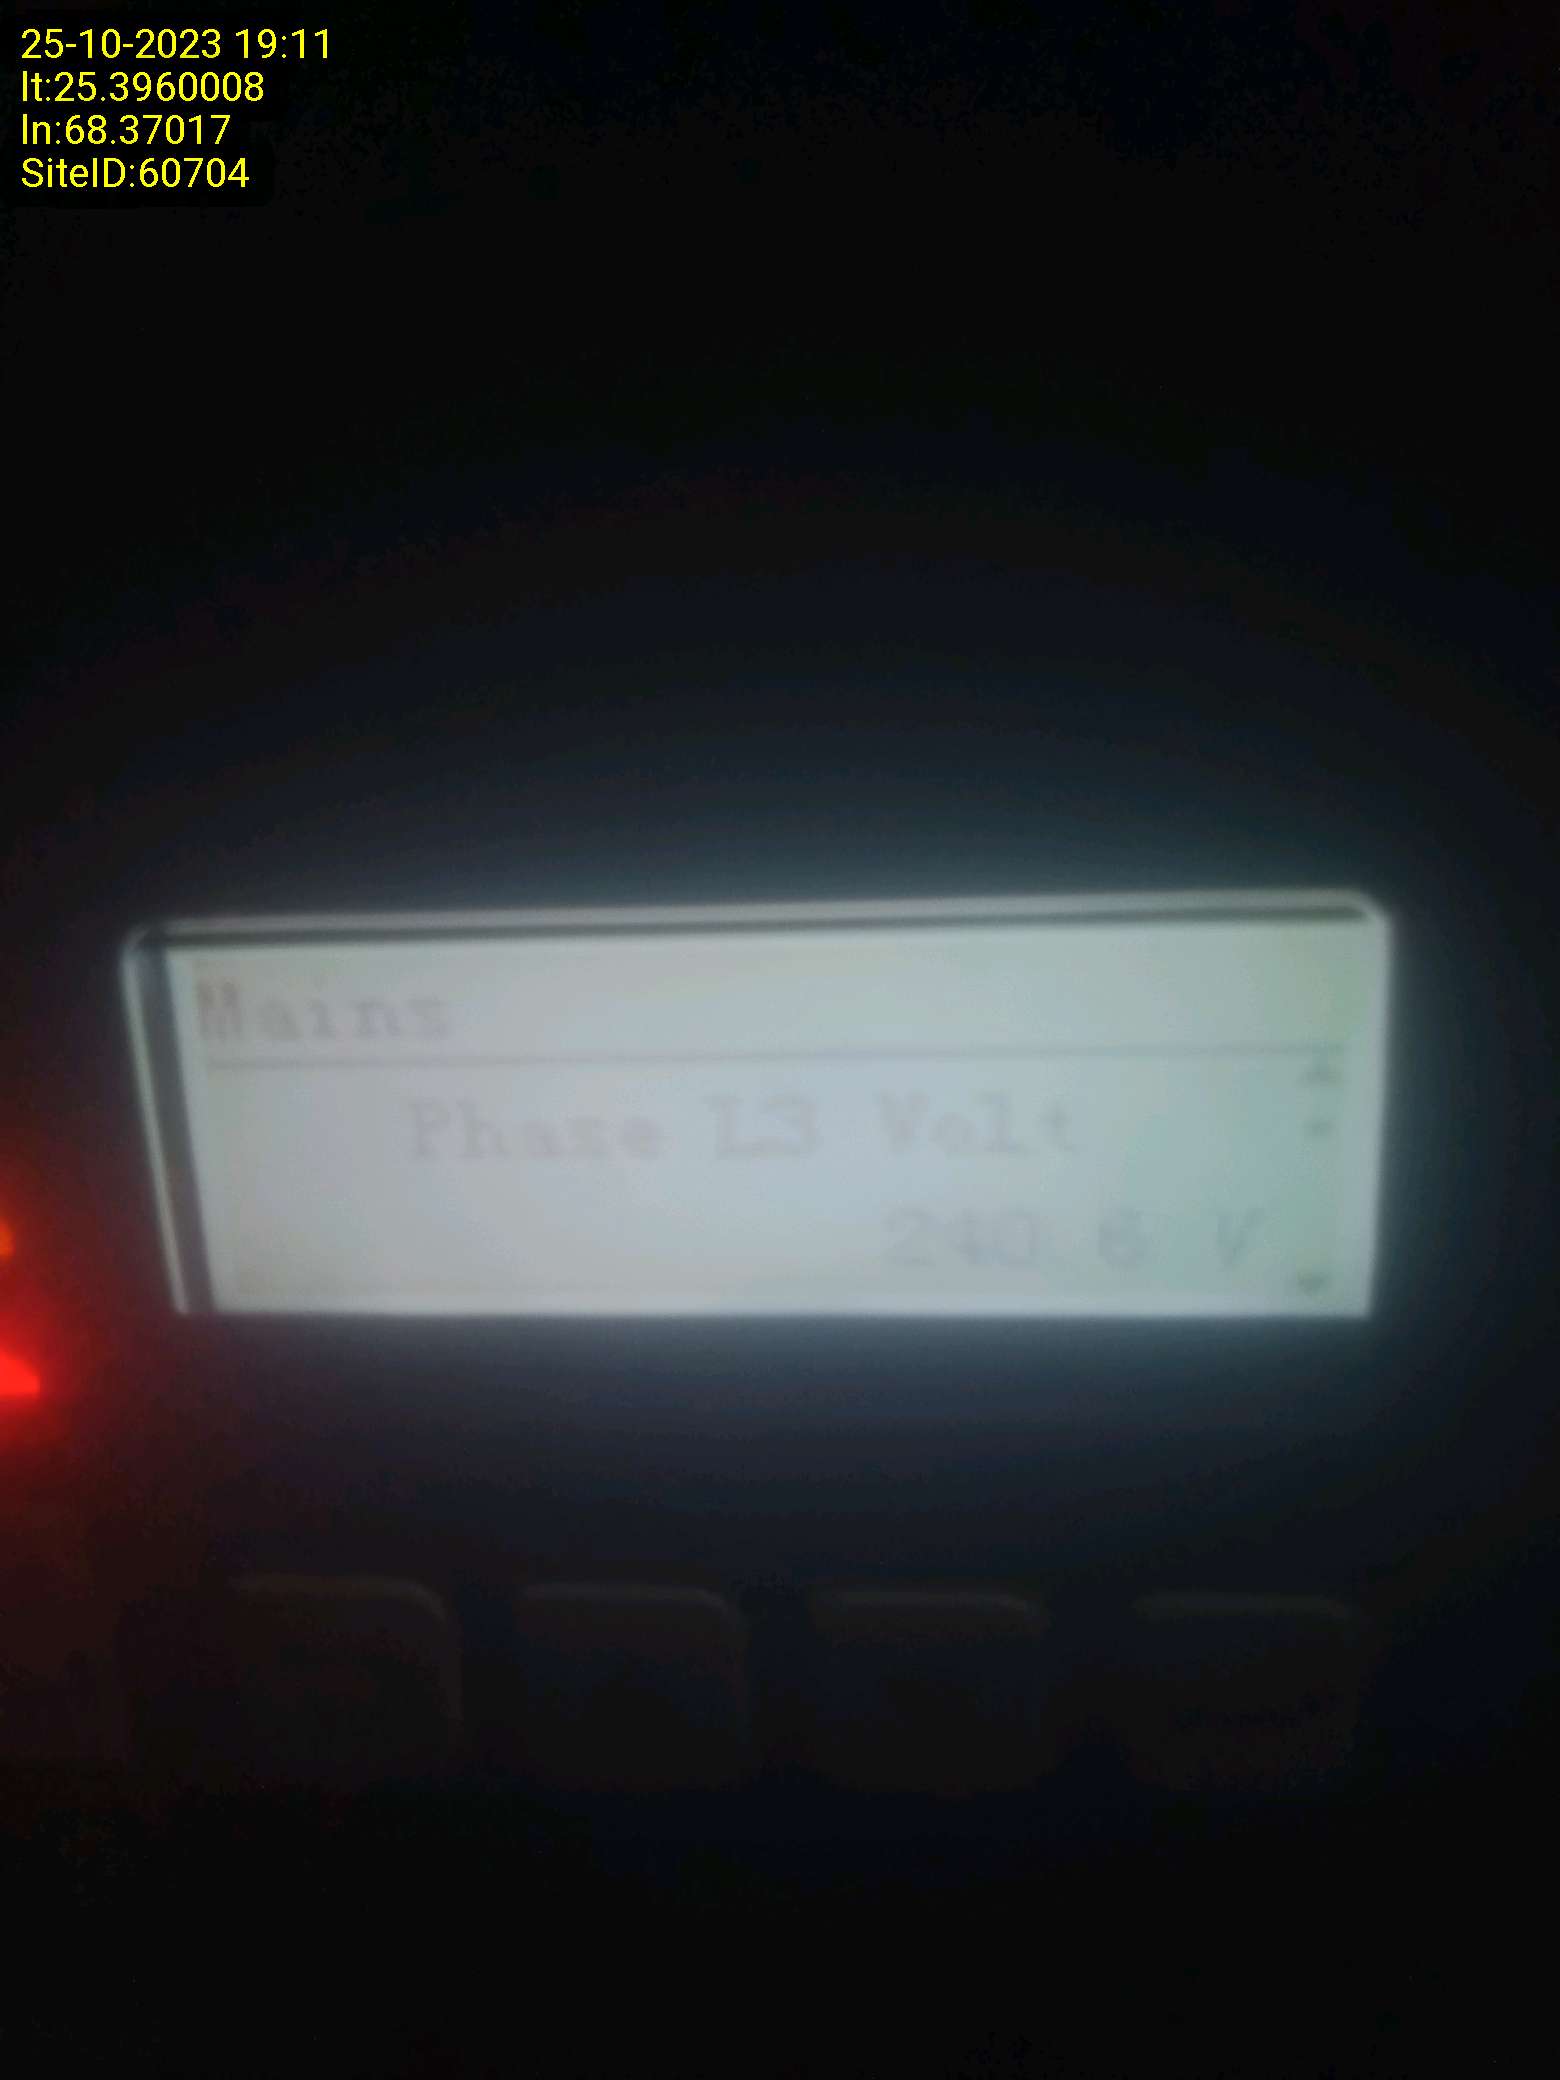 25-10-2023 19:11
lt:25.3960008
ln:68.37017
SiteID:60704
Mains
Phase L3 Volt
240.6 V